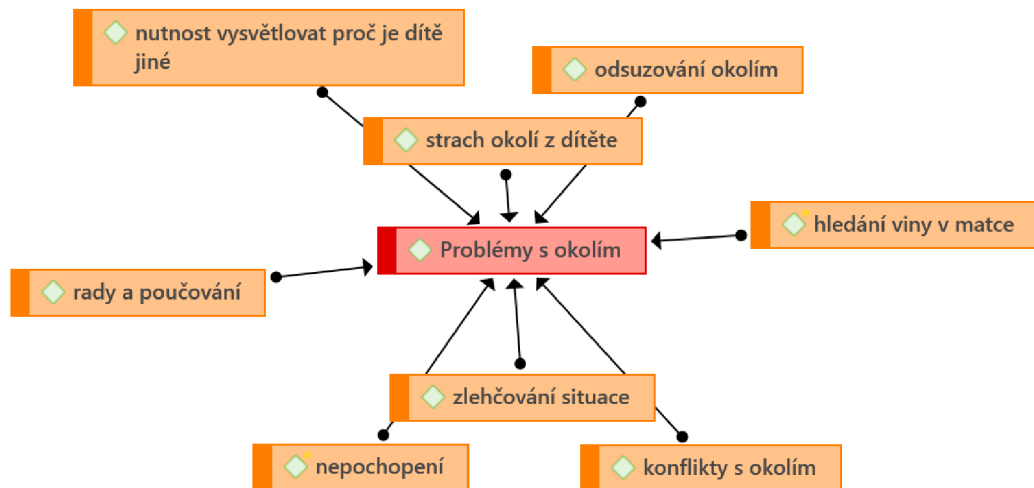 nutnost vysvětlovat proč je dítě
jiné
odsuzování okolím
strach okolí z dítěte
hledání viny v matce
Problémy s okolím
rady a poučování
zlehčování situace
nepochopení
konflikty s okolím